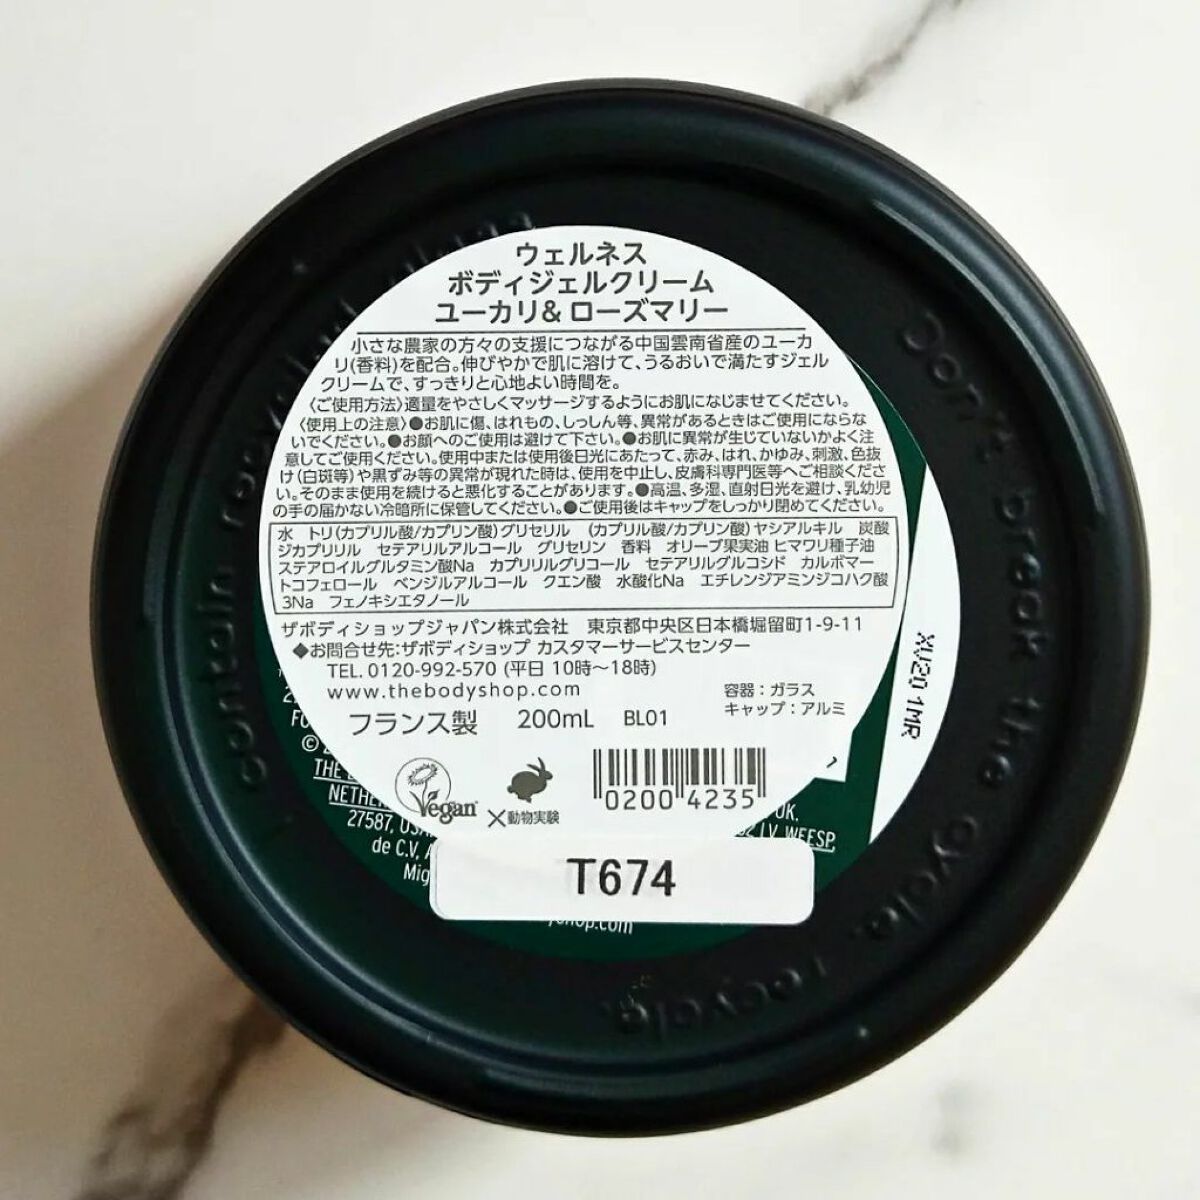 ウェルネス
ボディジェルクリーム
ユーカリ& ローズマリー
小さな農家の方々の支援につながる中国雲南省産のユーカ
リ(香料)を配合。伸びやかで肌に溶けて、うるおいで満たすジェル
クリームで、すっきりと心地よい時間を。
〈ご使用方法〉適量をやさしくマッサージするようにお肌になじませてください。
〈使用上の注意〉●お肌に傷、はれもの、しっしん等、異常があるときはご使用にならな
いでください。●お顔へのご使用は避けて下さい。●お肌に異常が生じていないかよく注
意してご使用ください。使用中または使用後日光にあたって、赤み、はれ、かゆみ、刺激、色抜
け(白斑等)や黒ずみ等の異常が現れた時は、使用を中止し、皮膚科専門医等へご相談くださ
い。そのまま使用を続けると悪化することがあります。●高温、多湿、直射日光を避け、乳幼児
の手の届かない冷暗所に保管してください。●ご使用後はキャップをしっかり閉めてください。
水 トリ(カプリル酸/カプリン酸)グリセリル (カプリル酸/カプリン酸)ヤシアルキル 炭酸
ジカプリリル セテアリルアルコール グリセリン 香料 オリーブ果実油 ヒマワリ種子油
ステアロイルグルタミン酸Na カプリリルグリコール セテアリルグルコシド カルボマー
トコフェロール ベンジルアルコール クエン酸 水酸化Na エチレンジアミンジコハク酸
3Na フェノキシエタノール
ザボディショップジャパン株式会社 東京都中央区日本橋堀留町1-9-11
◆お問合せ先:ザボディショップ カスタマーサービスセンター
TEL. 0120-992-570 (平日 10時〜18時)
www.thebodyshop.com
容器:ガラス
キャップ:アルミ
フランス製 200mL BL01
Vegan
×動物実験
0200 4235
T674
XV20 1MR
THE
NETHER
UK.
27587, USA
LV, WEESP,
de C.V.
Mig
Don't break the cycle, recycle.
contain recycled